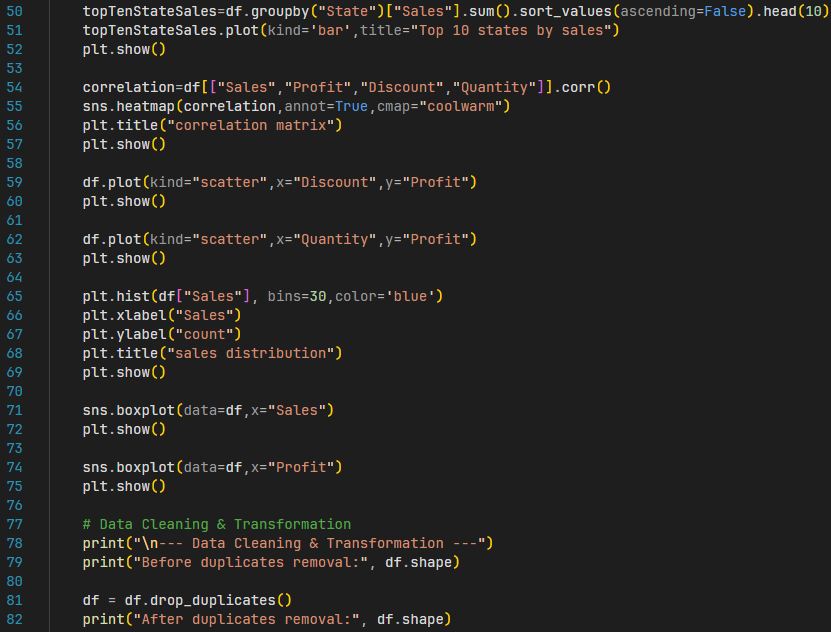 50 topTenStateSales=df.groupby("State")["Sales"].sum().sort_values(ascending=False).head(10)
51 topTenStateSales.plot(kind='bar',title="Top 10 states by sales")
52 plt.show()
53
54 correlation=df[["Sales","Profit","Discount","Quantity"]].corr()
55 sns.heatmap(correlation,annot=True,cmap="coolwarm")
56 plt.title("correlation matrix")
57 plt.show()
58
59 df.plot(kind="scatter",x="Discount",y="Profit")
60 plt.show()
61
62 df.plot(kind="scatter",x="Quantity",y="Profit")
63 plt.show()
64
65 plt.hist(df["Sales"], bins=30,color='blue')
66 plt.xlabel("Sales")
67 plt.ylabel("count")
68 plt.title("sales distribution")
69 plt.show()
70
71 sns.boxplot(data=df,x="Sales")
72 plt.show()
73
74 sns.boxplot(data=df,x="Profit")
75 plt.show()
76
77 # Data Cleaning & Transformation
78 print("\n--- Data Cleaning & Transformation ---")
79 print("Before duplicates removal:", df.shape)
80
81 df = df.drop_duplicates()
82 print("After duplicates removal:", df.shape)